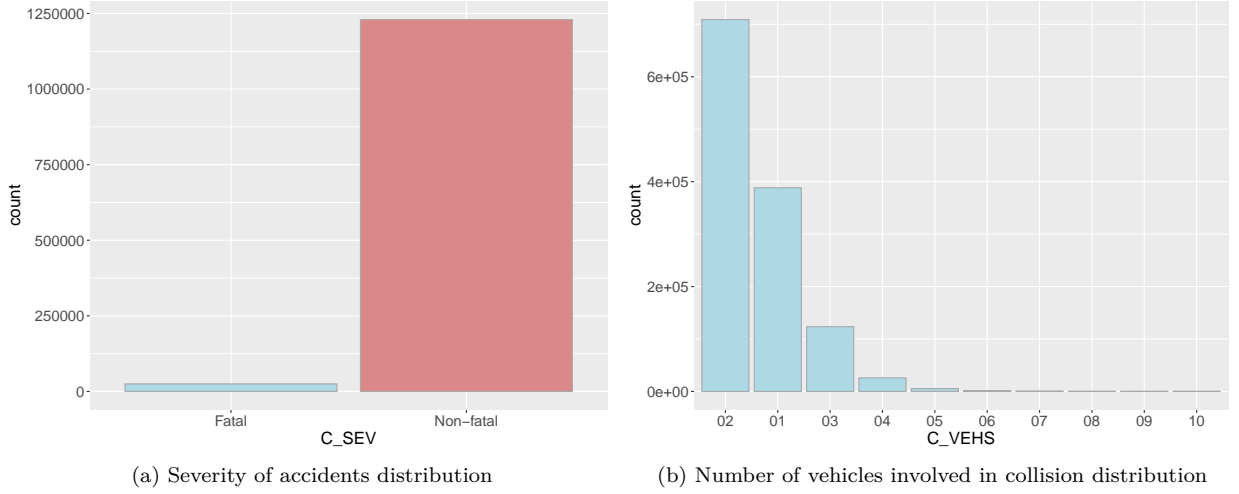 1250000
1000000
750000
500000
250000
0
count
Fatal Non−fatal
C_SEV
(a) Severity of accidents distribution
6e+05
4e+05
2e+05
0e+00
count
02 01 03 04 05 06 07 08 09 10
C_VEHS
(b) Number of vehicles involved in collision distribution